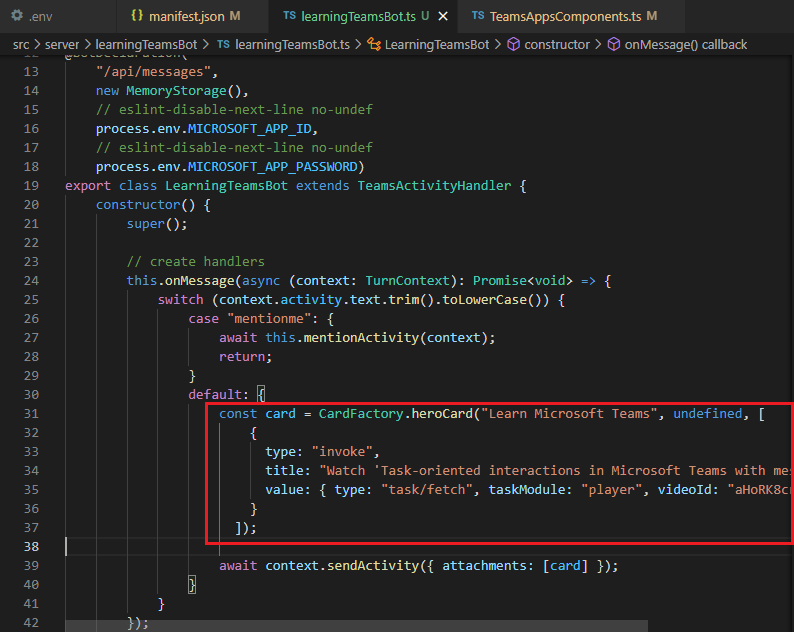 .env
manifest.json M
TS learningTeamsBot.ts U
TS TeamsAppsComponents.ts M
src > server > learningTeamsBot > TS learningTeamsBot.ts > LearningTeamsBot > constructor > onMessage() callback
13 "/api/messages",
14 new MemoryStorage(),
15 // eslint-disable-next-line no-undef
16 process.env.MICROSOFT_APP_ID,
17 // eslint-disable-next-line no-undef
18 process.env.MICROSOFT_APP_PASSWORD)
19 export class LearningTeamsBot extends TeamsActivityHandler {
20 constructor() {
21 super();
22
23 // create handlers
24 this.onMessage(async (context: TurnContext): Promise<void> => {
25 switch (context.activity.text.trim().toLowerCase()) {
26 case "mentionme": {
27 await this.mentionActivity(context);
28 return;
29 }
30 default: {
31 const card = CardFactory.heroCard("Learn Microsoft Teams", undefined, [
32 {
33 type: "invoke",
34 title: "Watch 'Task-oriented interactions in Microsoft Teams with
35 value: { type: "task/fetch", taskModule: "player", videoId:
36 }
37 ]);
38
39 await context.sendActivity({ attachments: [card] });
40 }
41 }
42 });